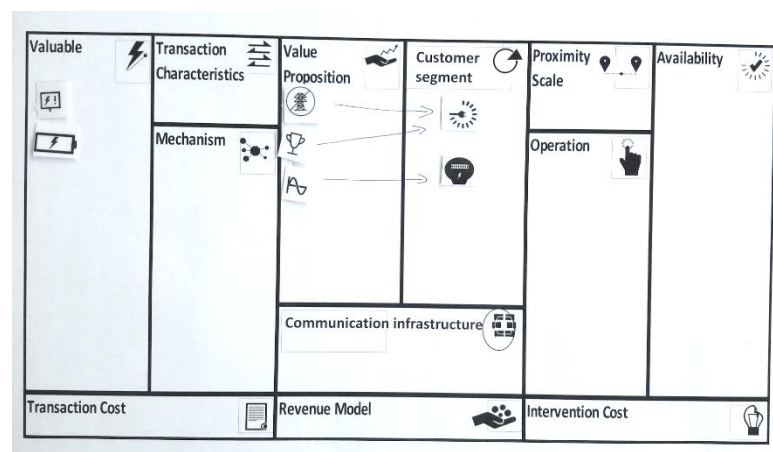 Valuable
Transaction
Characteristics
Mechanism
Value
Proposition
Customer
segment
Proximity
Scale
Operation
Availability
Communication infrastructure
Transaction Cost
Revenue Model
Intervention Cost